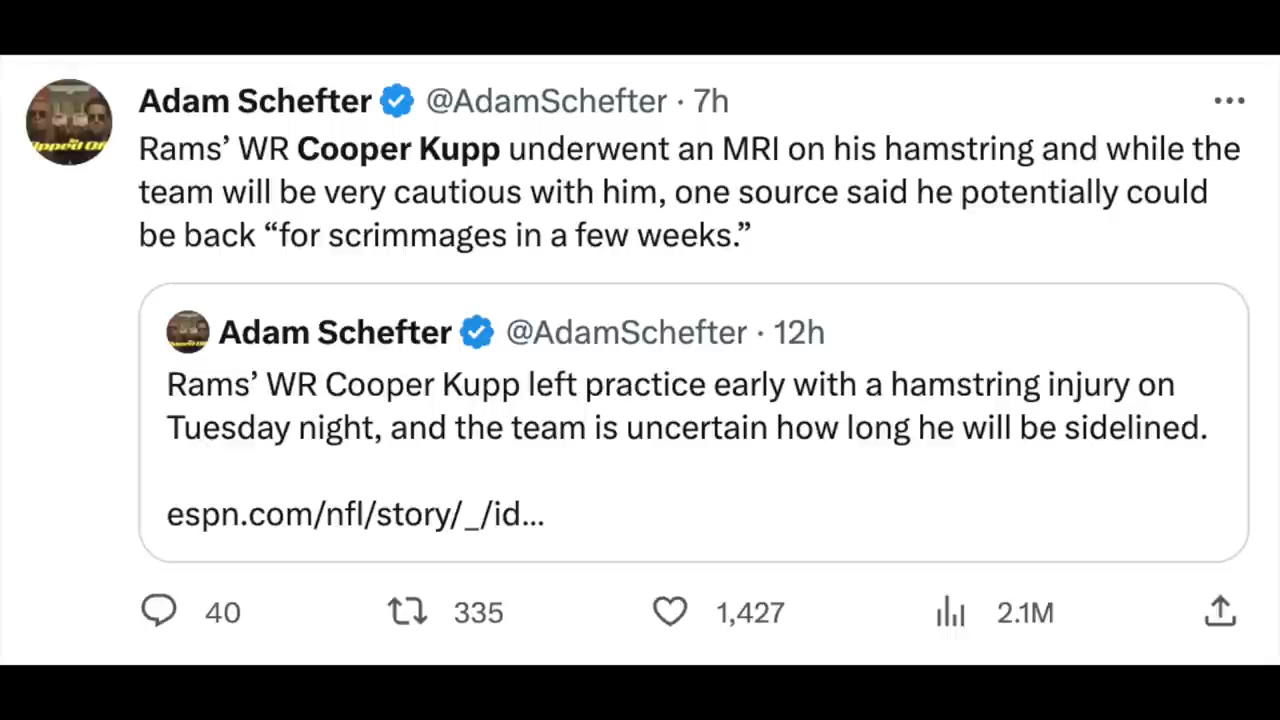 Adam Schefter @AdamSchefter · 7h
Rams’ WR Cooper Kupp underwent an MRI on his hamstring and while the
team will be very cautious with him, one source said he potentially could
be back “for scrimmages in a few weeks.”
Adam Schefter @AdamSchefter · 12h
Rams’ WR Cooper Kupp left practice early with a hamstring injury on
Tuesday night, and the team is uncertain how long he will be sidelined.
espn.com/nfl/story/_/id...
40 335 1,427 2.1M